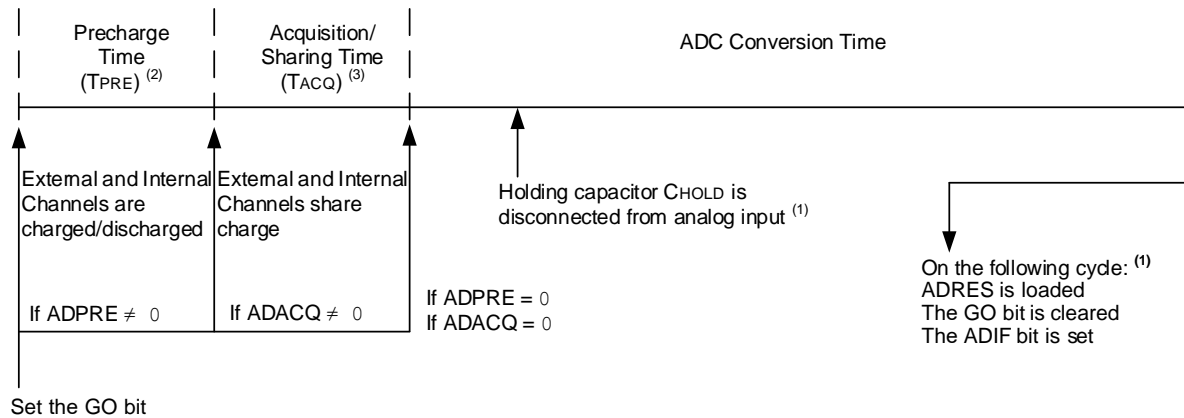 Precharge
Time
(TPRE) (2)
Acquisition/
Sharing Time
(TACQ) (3)
ADC Conversion Time
External and Internal
Channels are
charged/discharged
External and Internal
Channels share
charge
Holding capacitor CHOLD is
disconnected from analog input (1)
On the following cycle: (1)
ADRES is loaded
The GO bit is cleared
The ADIF bit is set
If ADPRE ≠ 0
If ADACQ ≠ 0
If ADPRE = 0
If ADACQ = 0
Set the GO bit